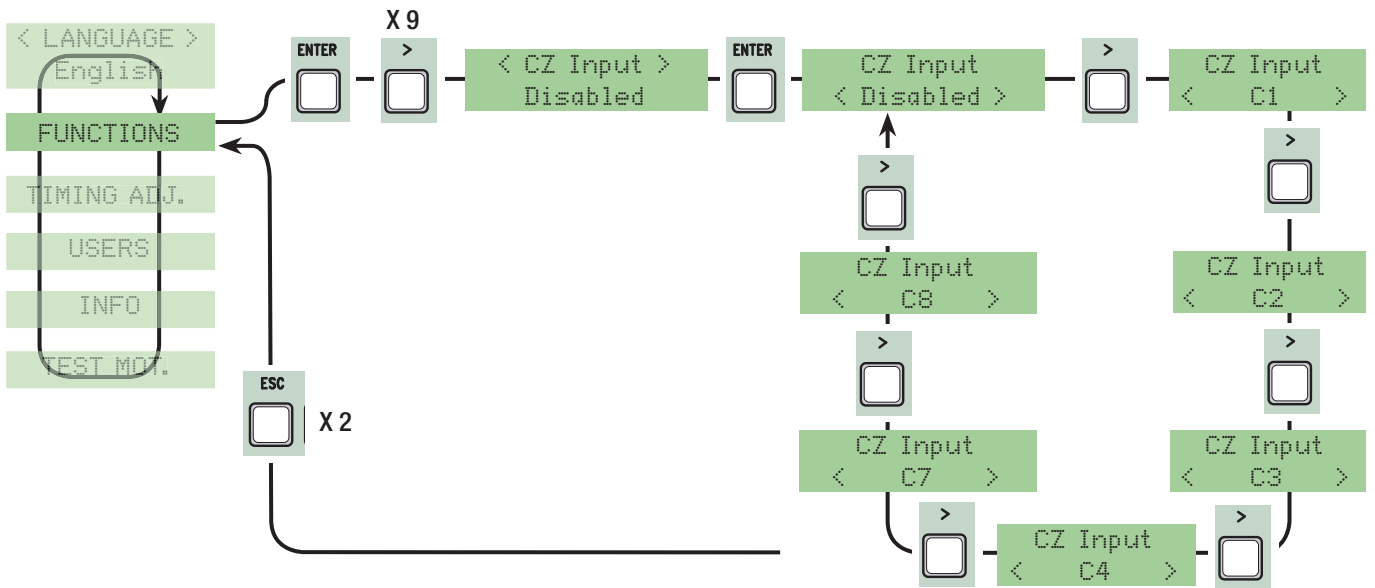 < LANGUAGE >
English
FUNCTIONS
TIMING ADJ.
USERS
INFO
TEST MOT.
ENTER
X 9
>
< CZ Input >
Disabled
ENTER
CZ Input
< Disabled >
>
CZ Input
< C1 >
>
CZ Input
< C2 >
>
CZ Input
< C3 >
>
CZ Input
< C4 >
>
CZ Input
< C7 >
>
CZ Input
< C8 >
>
ESC
X 2